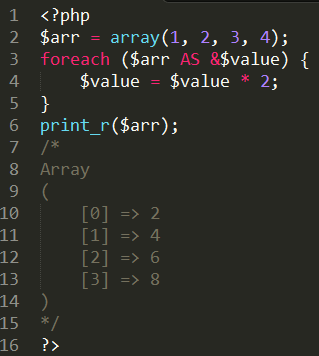 1 <?php
2 $arr = array(1, 2, 3, 4);
3 foreach ($arr AS &$value) {
4     $value = $value * 2;
5 }
6 print_r($arr);
7 /*
8 Array
9 (
10     [0] => 2
11     [1] => 4
12     [2] => 6
13     [3] => 8
14 )
15 */
16 ?>